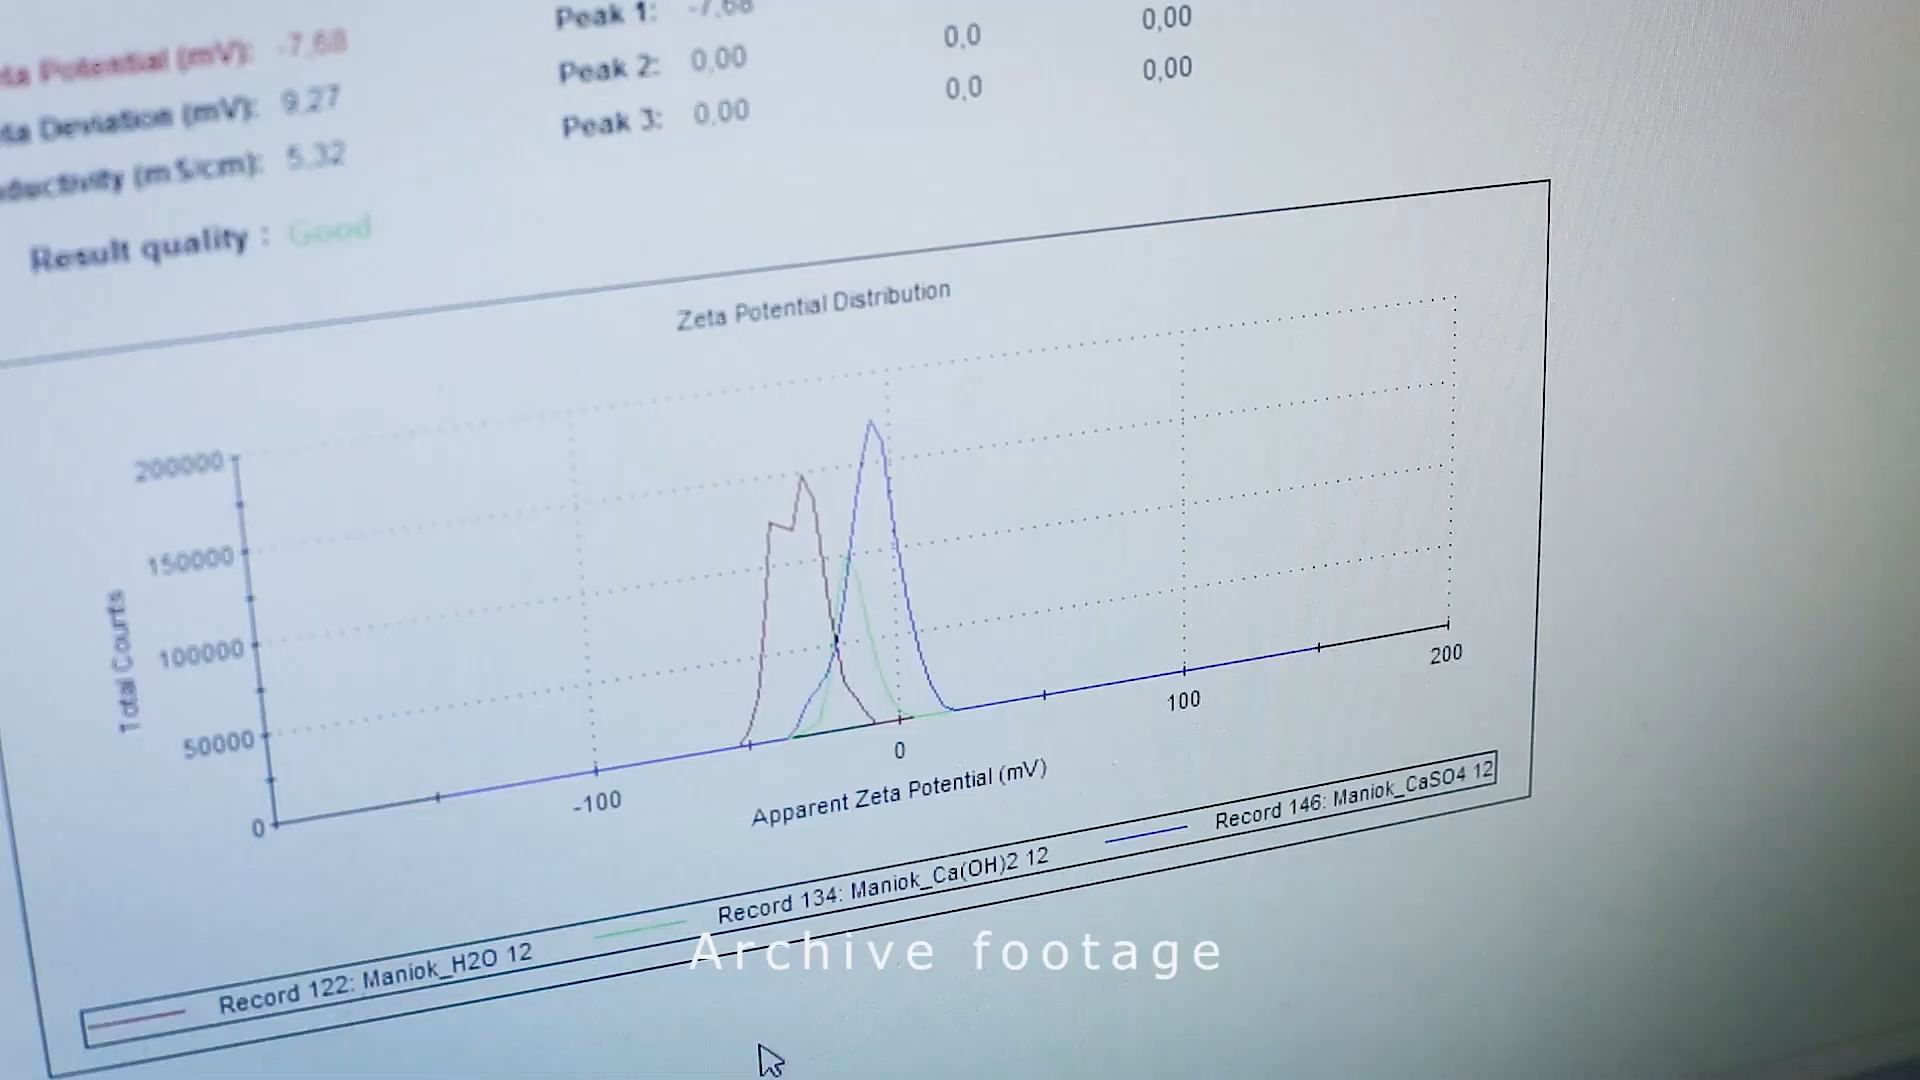 Potential (mV): -7,68
Deviation (mV): 9,27
(mS/cm): 5,32
Result quality : Good
Peak 1: -7,68
Peak 2: 0,00 0,0 0,00
Peak 3: 0,00 0,0 0,00
Zeta Potential Distribution
Total Counts
200000
150000
100000
50000
0
-100
0
100
200
Apparent Zeta Potential (mV)
Record 122: Maniok_H2O 12
Record 134: Maniok_Ca(OH)2 12
Record 146: Maniok_CaSO4 12
Archive footage